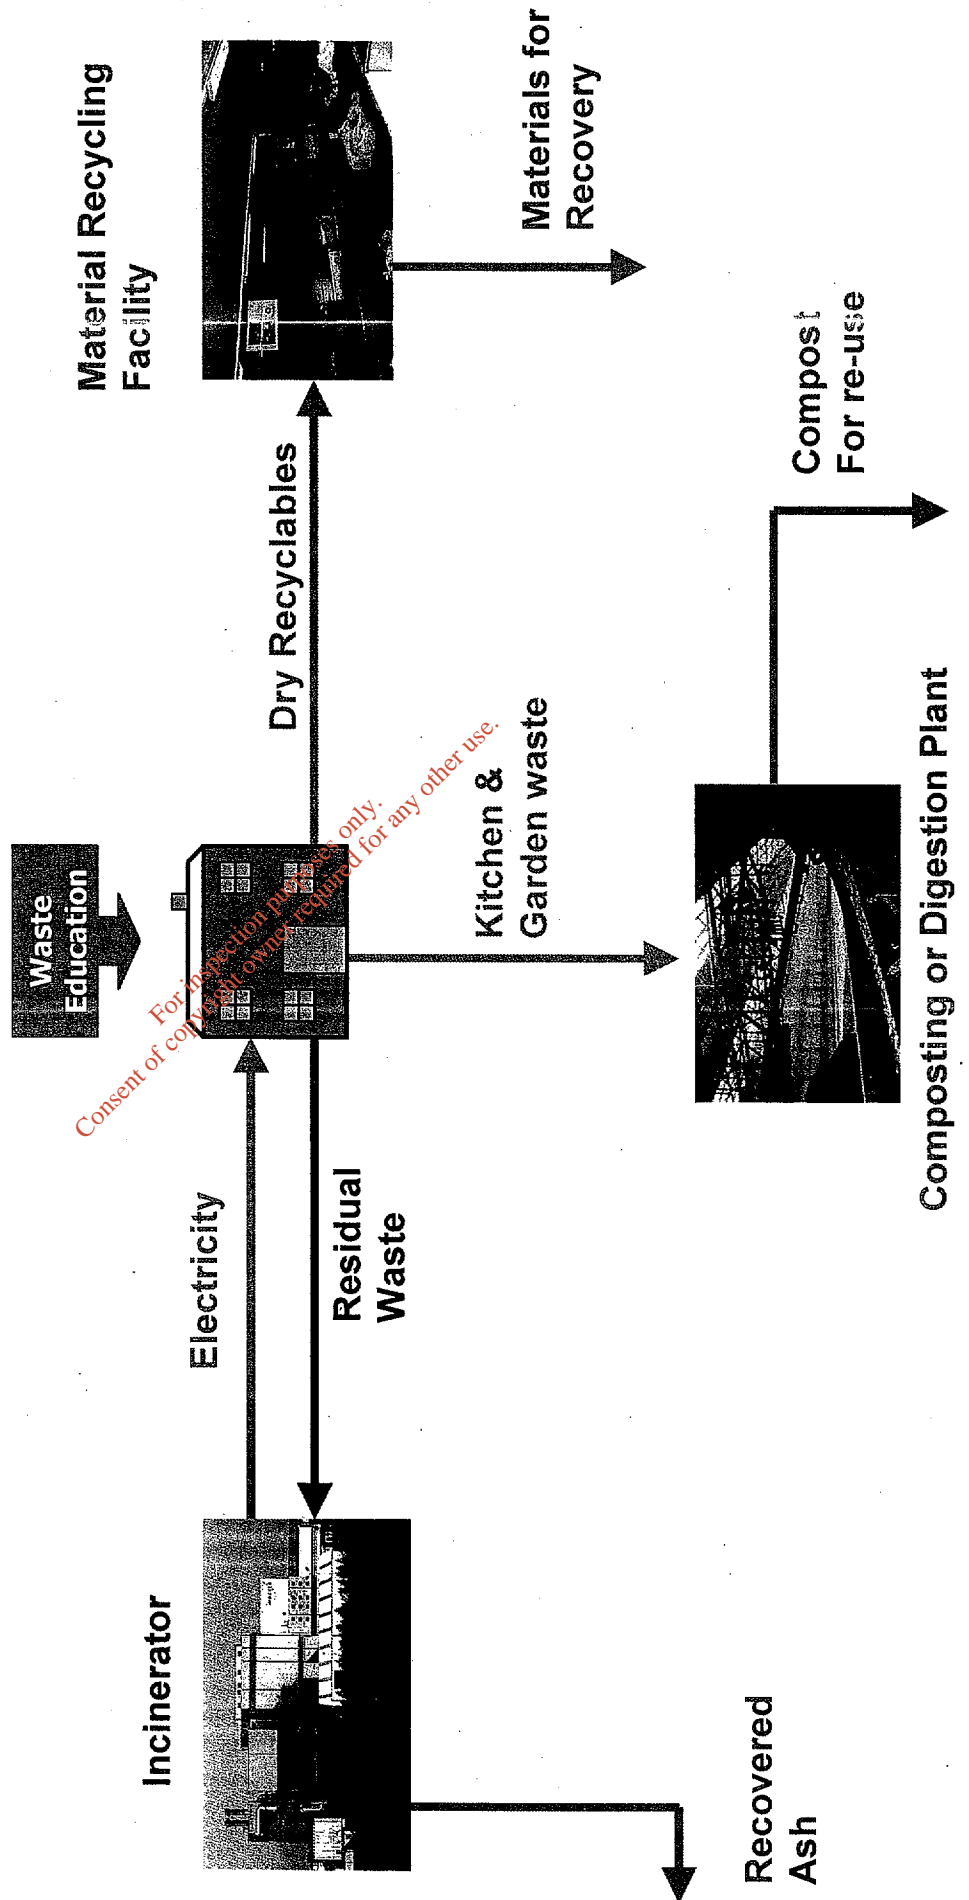 Waste
Education
Incinerator
Electricity
Residual
Waste
Dry Recyclables
Material Recycling
Facility
Materials for
Recovery
Kitchen &
Garden waste
Compost
For re-use
Composting or Digestion Plant
Recovered
Ash
For inspection purposes only.
Consent of copyright owner required for any other use.